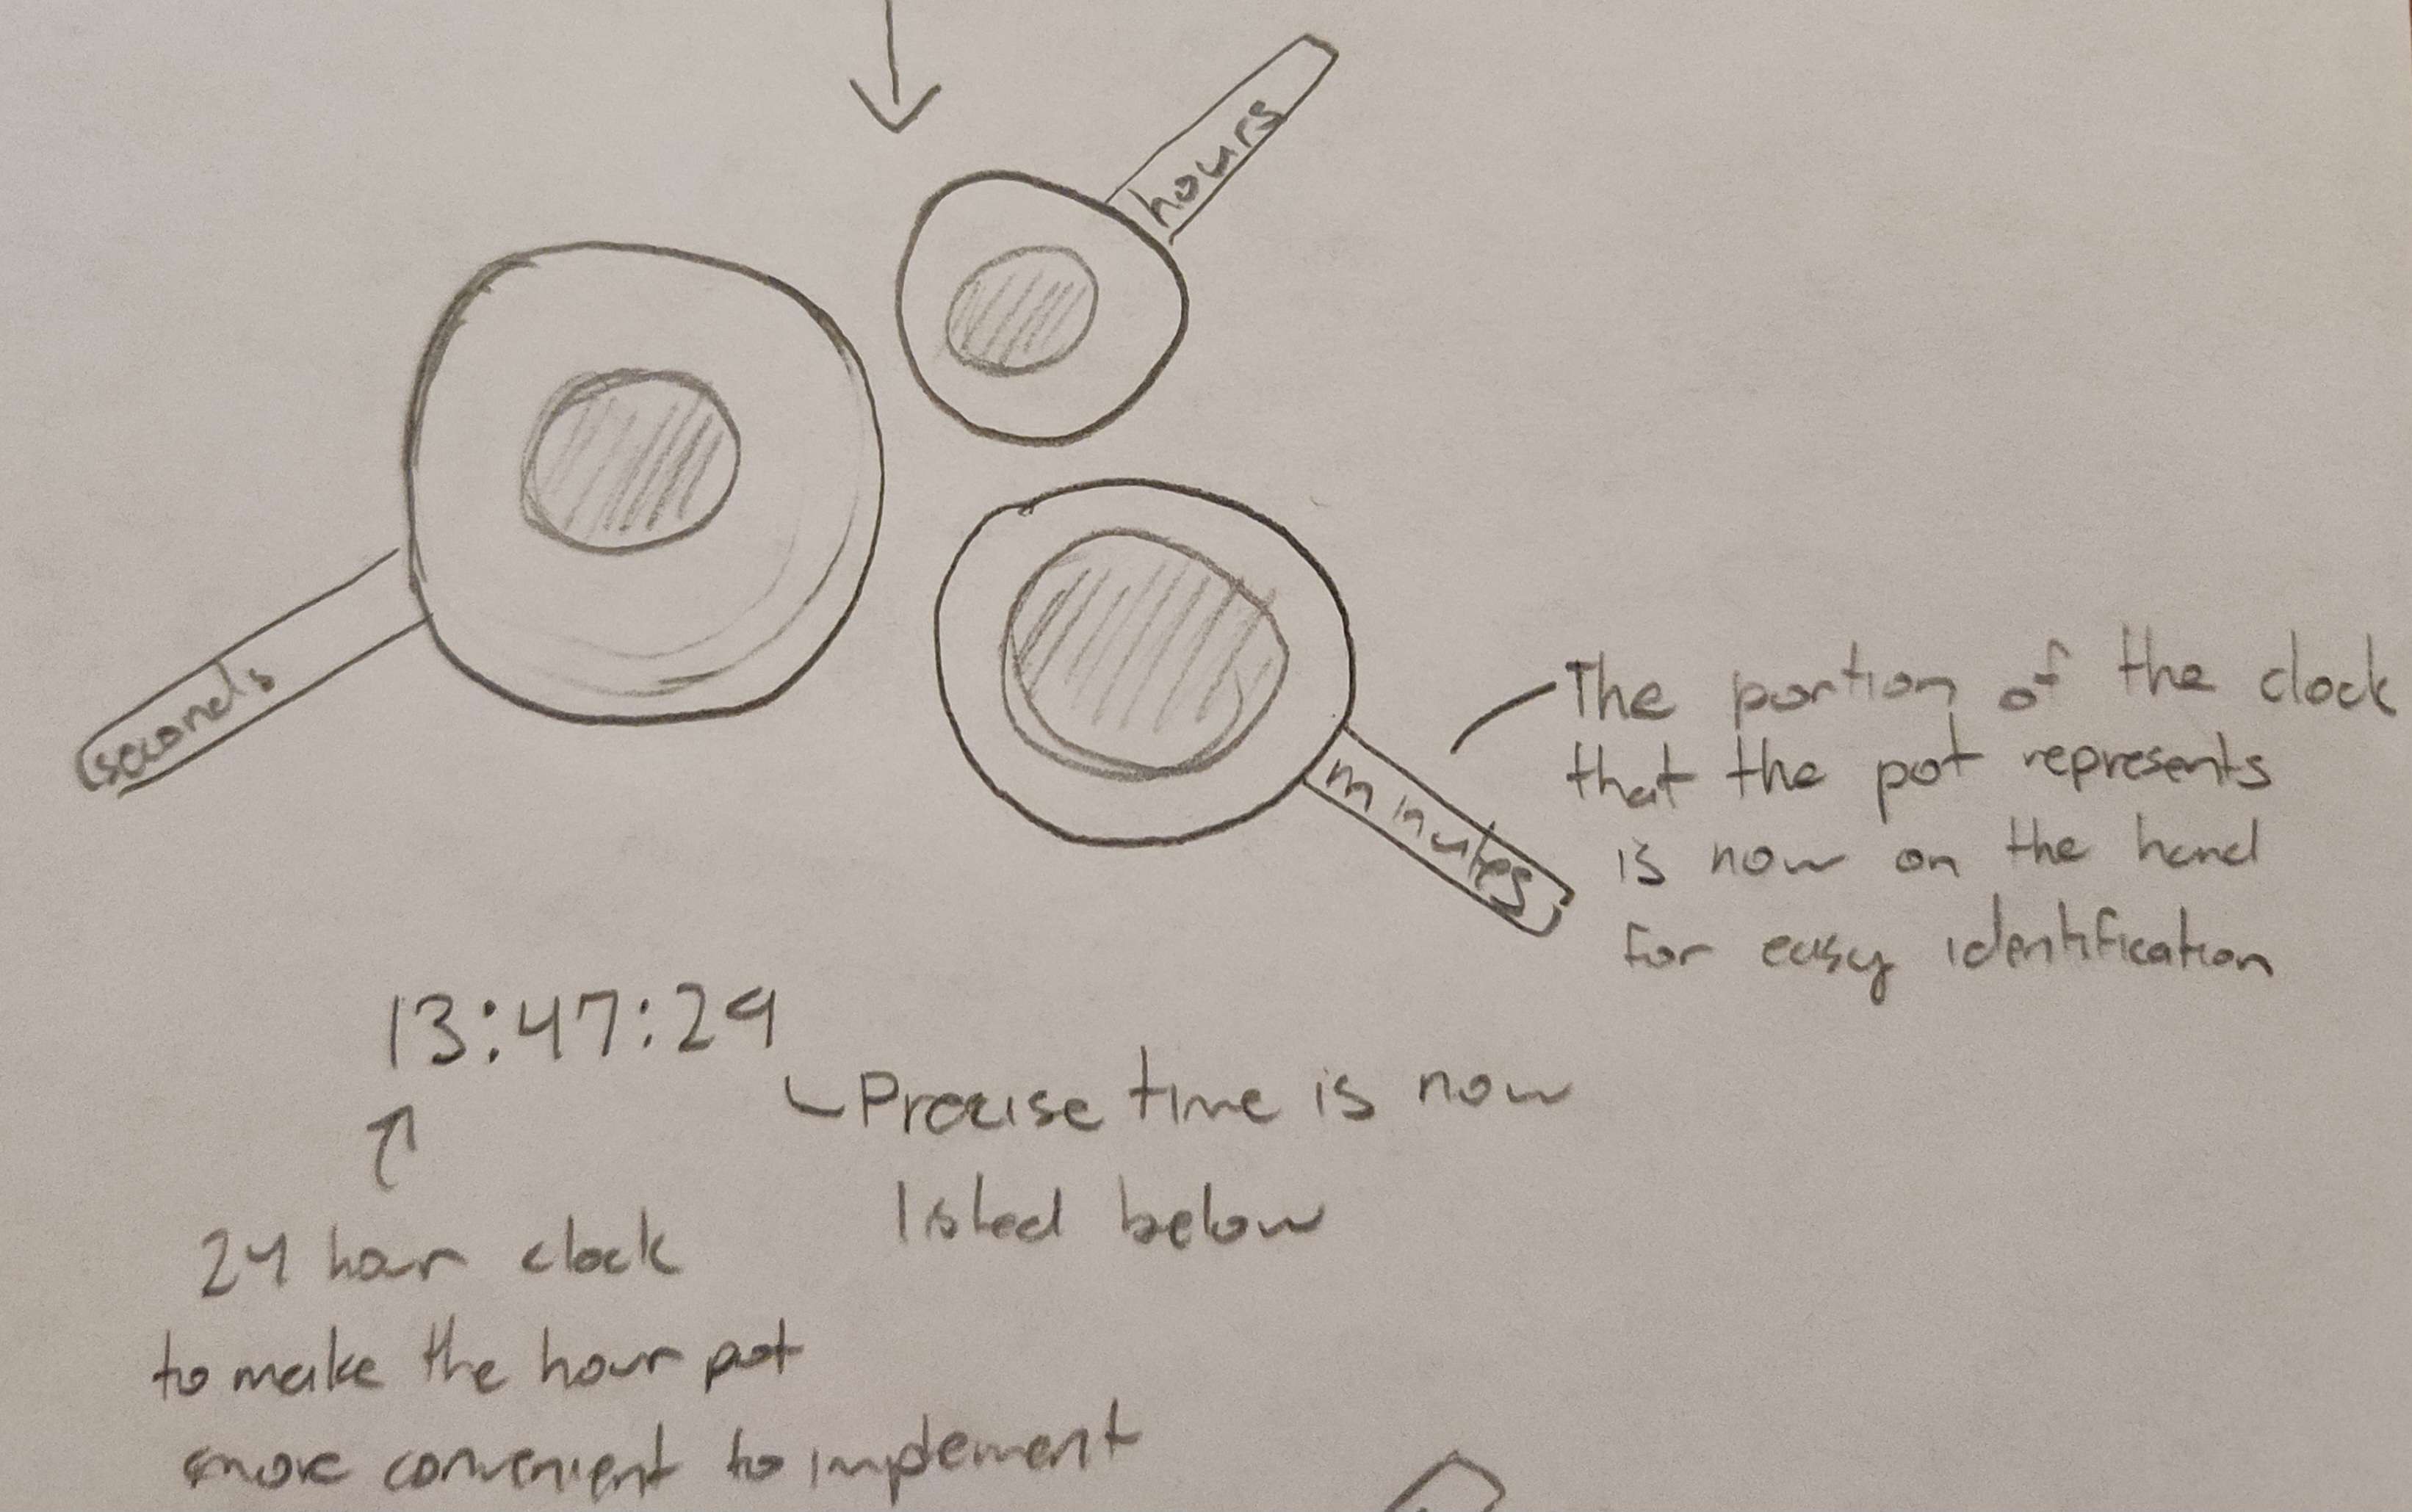 hours
seconds
minutes
The portion of the clock
that the pot represents
is now on the hand
for easy identification
13:47:29
Precise time is now
listed below
24 hour clock
to make the hour pot
more convenient to implement